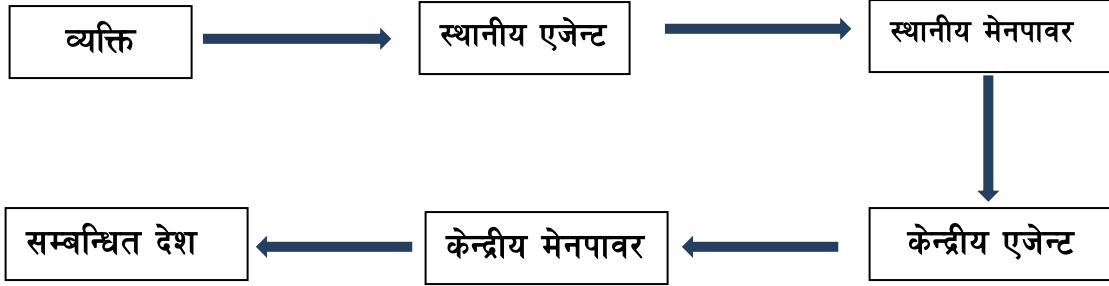 व्यक्ति
स्थानीय एजेन्ट
स्थानीय मेनपावर
केन्द्रीय एजेन्ट
केन्द्रीय मेनपावर
सम्बन्धित देश